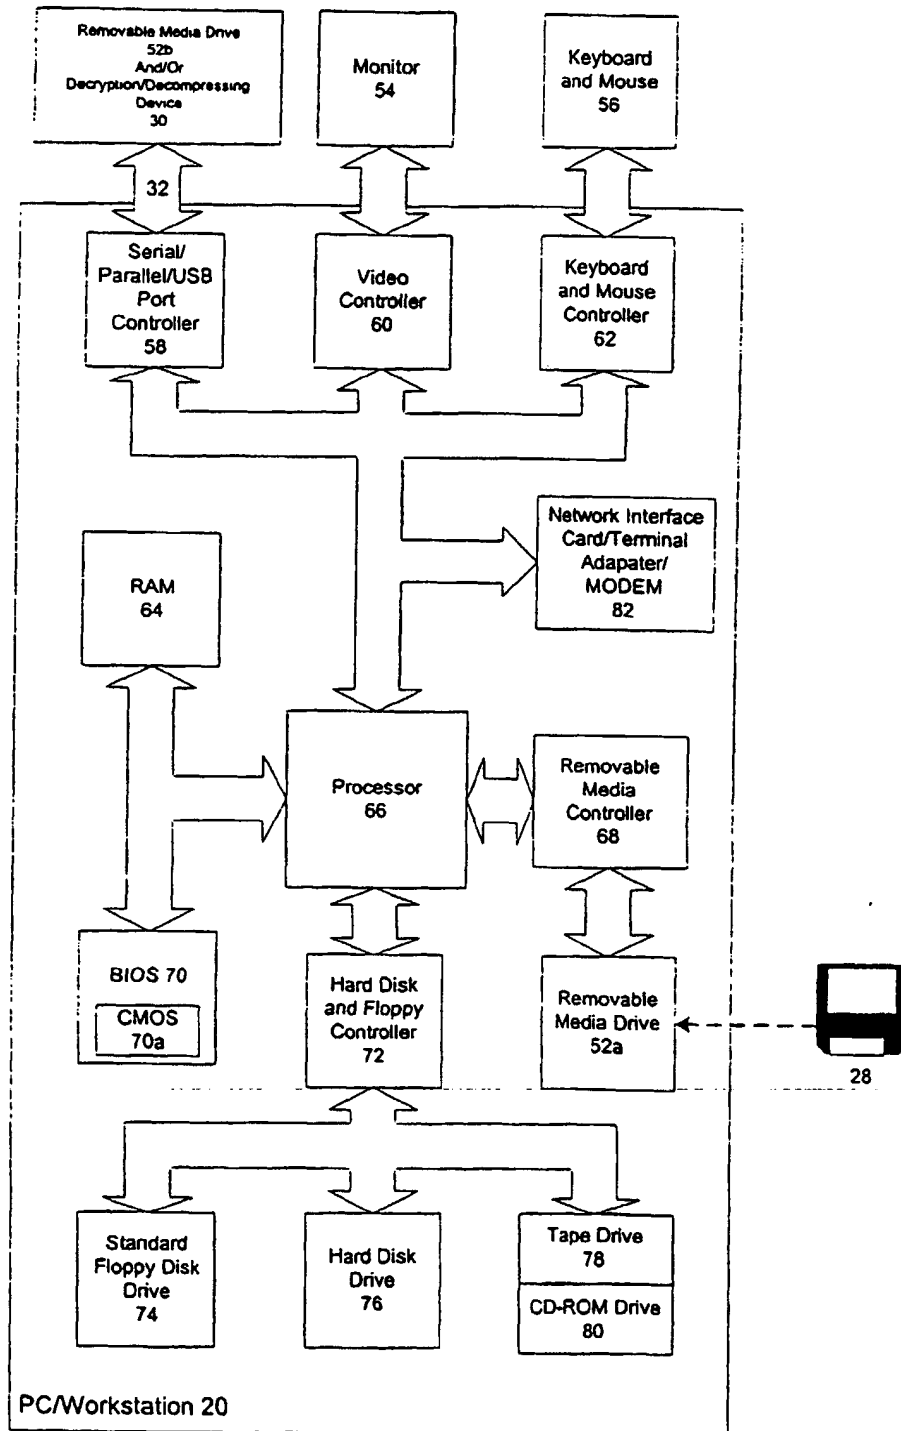 Removable Media Drive
52b
And/Or
Decryption/Decompressing
Device
30
Monitor
54
Keyboard
and Mouse
56
32
Serial/
Parallel/USB
Port
Controller
58
Video
Controller
60
Keyboard
and Mouse
Controller
62
Network Interface
Card/Terminal
Adapater/
MODEM
82
RAM
64
Processor
66
Removable
Media
Controller
68
BIOS 70
CMOS
70a
Hard Disk
and Floppy
Controller
72
Removable
Media Drive
52a
28
Standard
Floppy Disk
Drive
74
Hard Disk
Drive
76
Tape Drive
78
CD-ROM Drive
80
PC/Workstation 20